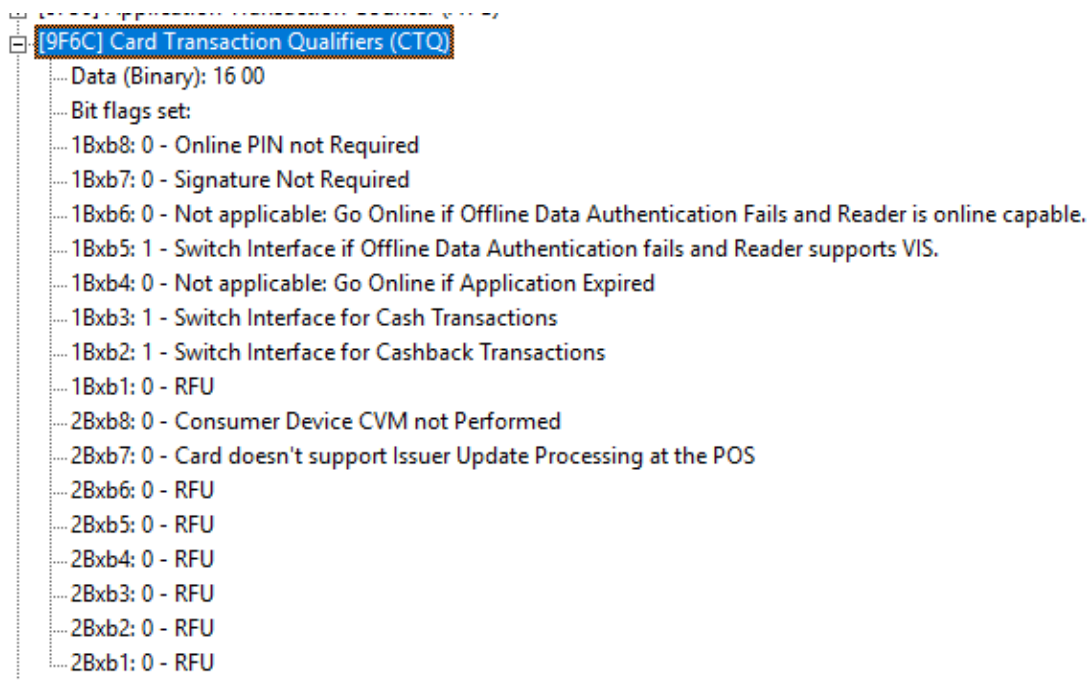 [9F6C] Card Transaction Qualifiers (CTQ)
Data (Binary): 16 00
Bit flags set:
1Bxb8: 0 - Online PIN not Required
1Bxb7: 0 - Signature Not Required
1Bxb6: 0 - Not applicable: Go Online if Offline Data Authentication Fails and Reader is online capable.
1Bxb5: 1 - Switch Interface if Offline Data Authentication fails and Reader supports VIS.
1Bxb4: 0 - Not applicable: Go Online if Application Expired
1Bxb3: 1 - Switch Interface for Cash Transactions
1Bxb2: 1 - Switch Interface for Cashback Transactions
1Bxb1: 0 - RFU
2Bxb8: 0 - Consumer Device CVM not Performed
2Bxb7: 0 - Card doesn't support Issuer Update Processing at the POS
2Bxb6: 0 - RFU
2Bxb5: 0 - RFU
2Bxb4: 0 - RFU
2Bxb3: 0 - RFU
2Bxb2: 0 - RFU
2Bxb1: 0 - RFU